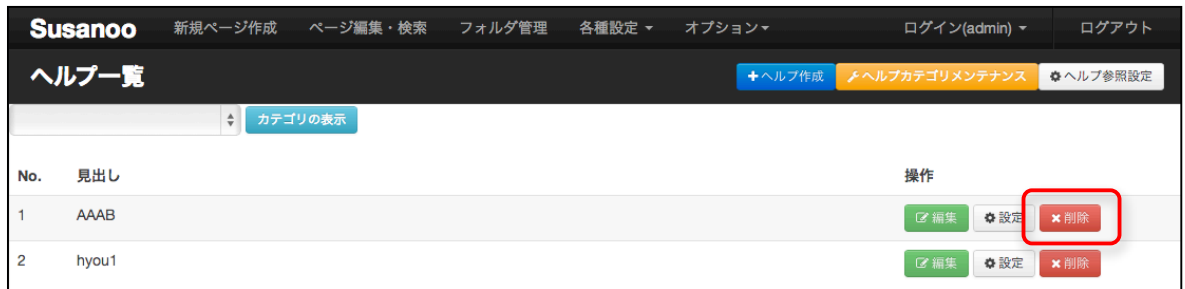 Susanoo 新規ページ作成 ページ編集・検索 フォルダ管理 各種設定 オプション ログイン(admin) ログアウト
ヘルプ一覧 ヘルプ作成 ヘルプカテゴリメンテナンス ヘルプ参照設定
カテゴリの表示
No. 見出し 操作
1 AAAB 編集 設定 削除
2 hyou1 編集 設定 削除